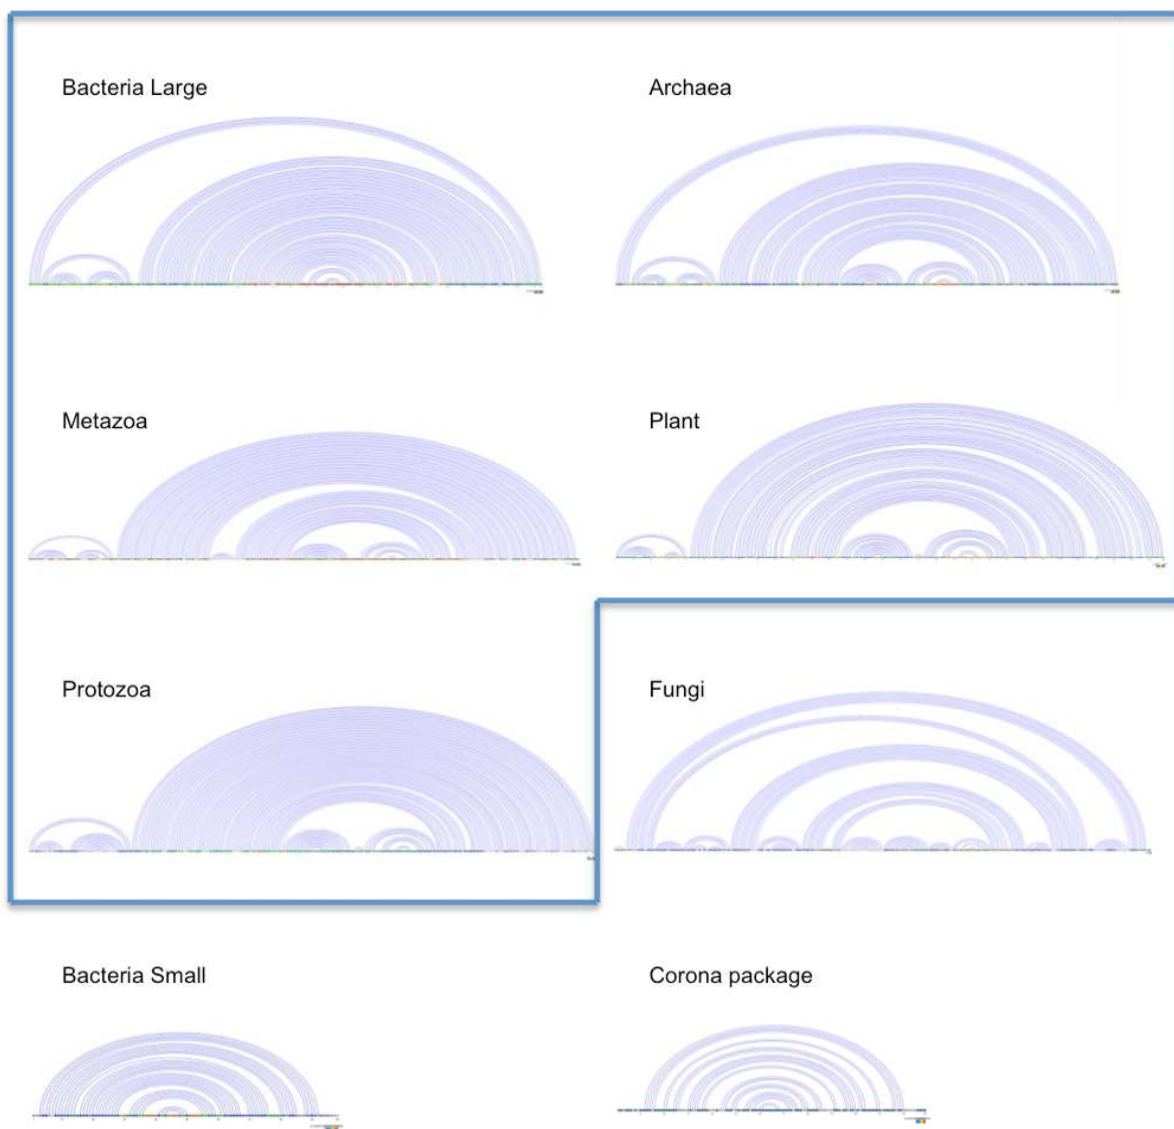 Bacteria Large
Archaea
Metazoa
Plant
Protozoa
Fungi
Bacteria Small
Corona package